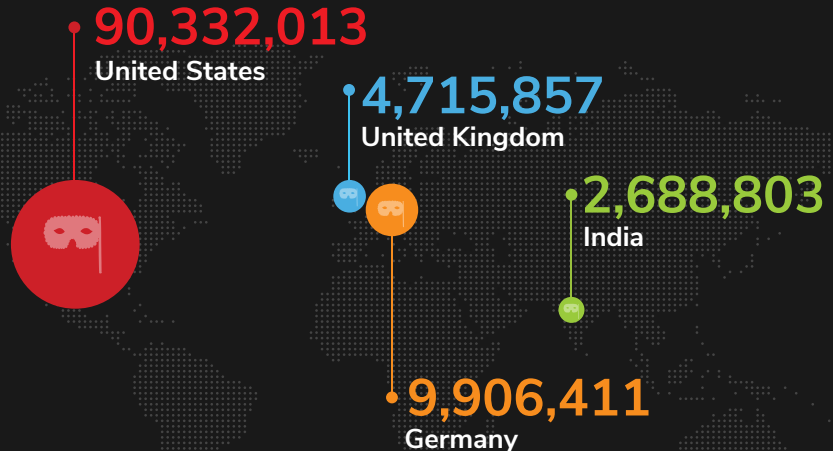 90,332,013
United States
4,715,857
United Kingdom
2,688,803
India
9,906,411
Germany